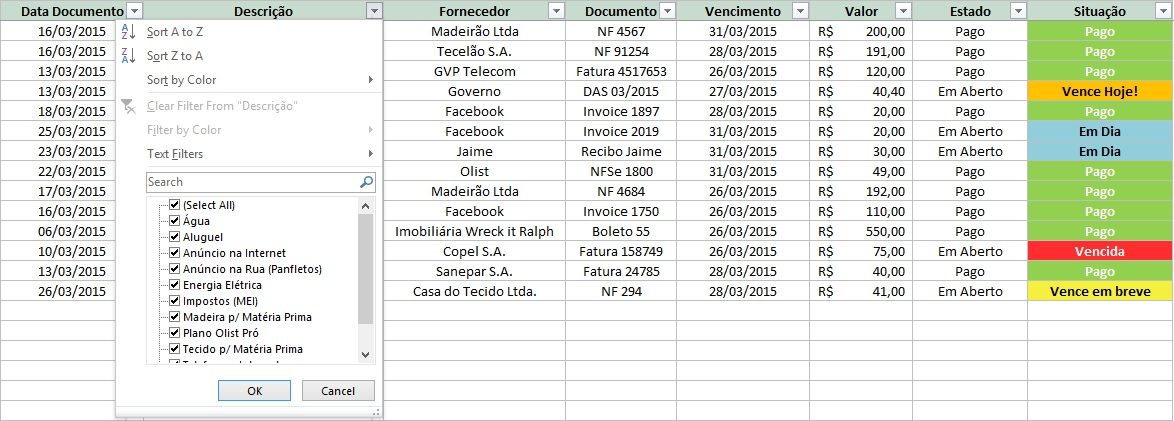 Data Documento Descrição Fornecedor Documento Vencimento Valor Estado Situação
16/03/2015 Sort A to Z Madeirão Ltda NF 4567 31/03/2015 R$ 200,00 Pago Pago
16/03/2015 Sort Z to A Tecelão S.A. NF 91254 28/03/2015 R$ 191,00 Pago Pago
13/03/2015 Sort by Color GVP Telecom Fatura 4517653 26/03/2015 R$ 120,00 Pago Pago
13/03/2015 Clear Filter From "Descrição" Governo DAS 03/2015 27/03/2015 R$ 40,40 Em Aberto Vence Hoje!
18/03/2015 Facebook Invoice 1897 28/03/2015 R$ 20,00 Pago Pago
25/03/2015 Filter by Color Facebook Invoice 2019 31/03/2015 R$ 20,00 Em Aberto Em Dia
23/03/2015 Text Filters Jaime Recibo Jaime 31/03/2015 R$ 30,00 Em Aberto Em Dia
22/03/2015 Search Olist NFSe 1800 31/03/2015 R$ 49,00 Pago Pago
17/03/2015 (Select All) Madeirão Ltda NF 4684 26/03/2015 R$ 192,00 Pago Pago
16/03/2015 Água Facebook Invoice 1750 26/03/2015 R$ 110,00 Pago Pago
06/03/2015 Aluguel Imobiliária Wreck it Ralph Boleto 55 26/03/2015 R$ 550,00 Pago Pago
10/03/2015 Anúncio na Internet Copel S.A. Fatura 158749 26/03/2015 R$ 75,00 Em Aberto Vencida
13/03/2015 Anúncio na Rua (Panfletos) Sanepar S.A. Fatura 24785 28/03/2015 R$ 40,00 Pago Pago
26/03/2015 Energia Elétrica Casa do Tecido Ltda. NF 294 28/03/2015 R$ 41,00 Em Aberto Vence em breve
Impostos (MEI)
Madeira p/ Matéria Prima
Plano Olist Pró
Tecido p/ Matéria Prima
OK Cancel